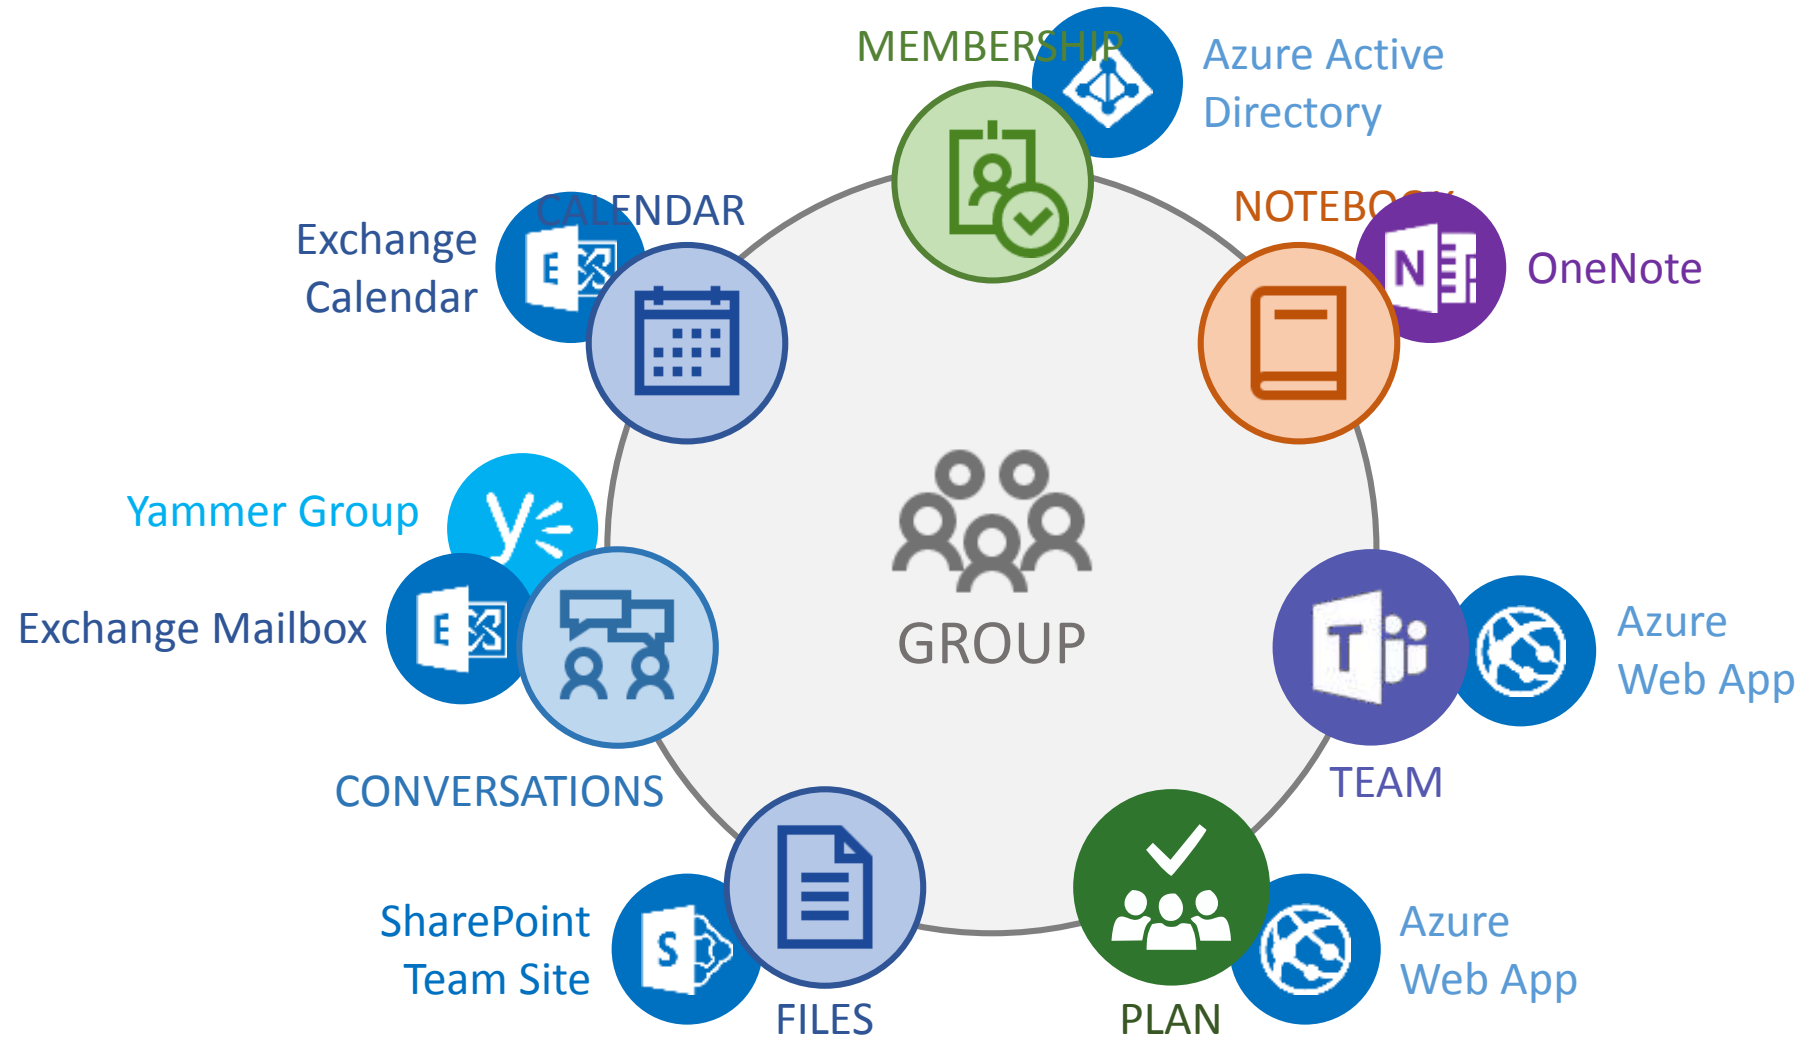 MEMBERSHIP
Azure Active
Directory
CALENDAR
Exchange
Calendar
E
NOTEBOOK
N
OneNote
Yammer Group
y
Exchange Mailbox
E
GROUP
T
Azure
Web App
TEAM
CONVERSATIONS
SharePoint
Team Site
S
FILES
PLAN
Azure
Web App